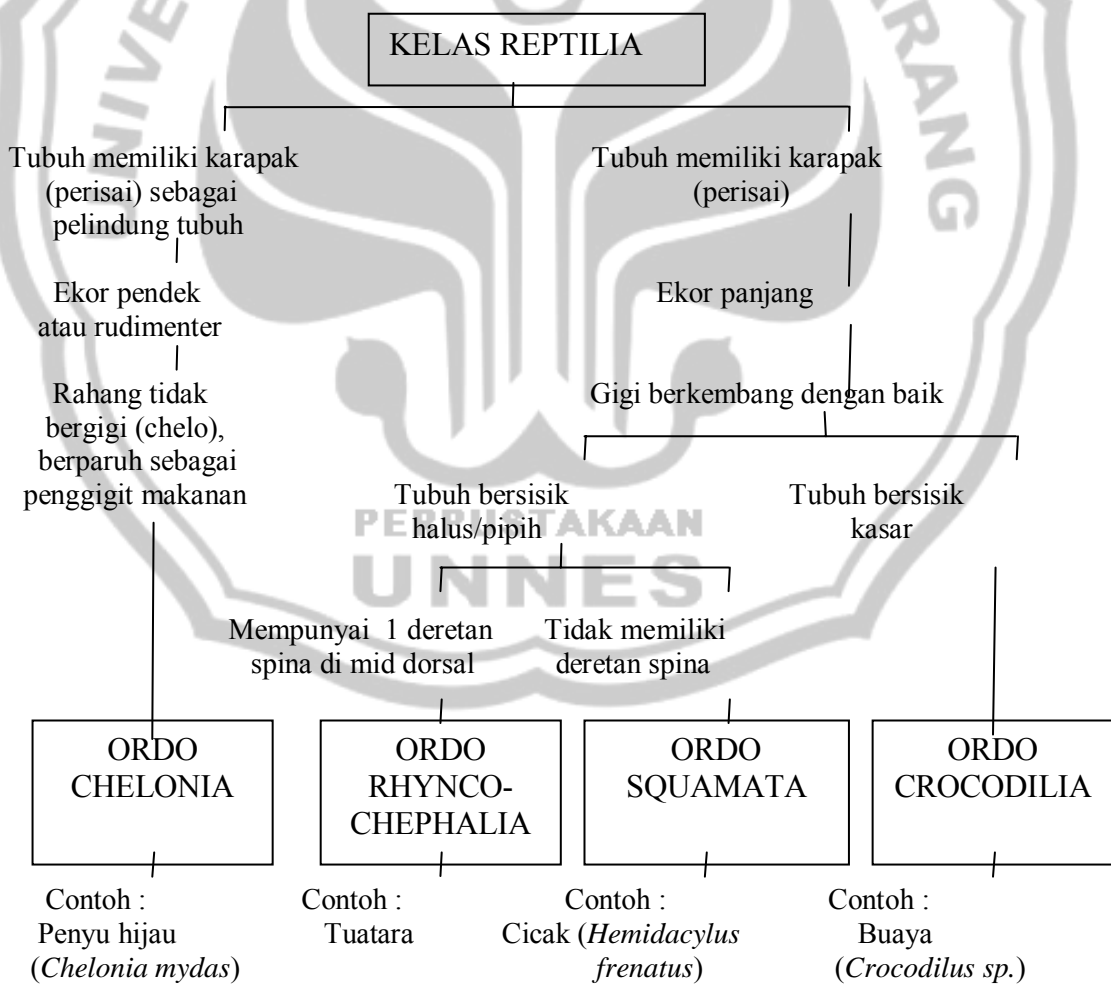 KELAS REPTILIA
Tubuh memiliki karapak
(perisai) sebagai
pelindung tubuh
Tubuh memiliki karapak
(perisai)
Ekor pendek
atau rudimenter
Ekor panjang
Rahang tidak
bergigi (chelo),
berparuh sebagai
penggigit makanan
Gigi berkembang dengan baik
Tubuh bersisik
halus/pipih
Tubuh bersisik
kasar
Mempunyai 1 deretan
spina di mid dorsal
Tidak memiliki
deretan spina
ORDO
CHELONIA
ORDO
RHYNCO-
CHEPHALIA
ORDO
SQUAMATA
ORDO
CROCODILIA
Contoh :
Penyu hijau
(Chelonia mydas)
Contoh :
Tuatara
Contoh :
Cicak (Hemidacylus
frenatus)
Contoh :
Buaya
(Crocodilus sp.)
PERPUSTAKAAN
UNNES